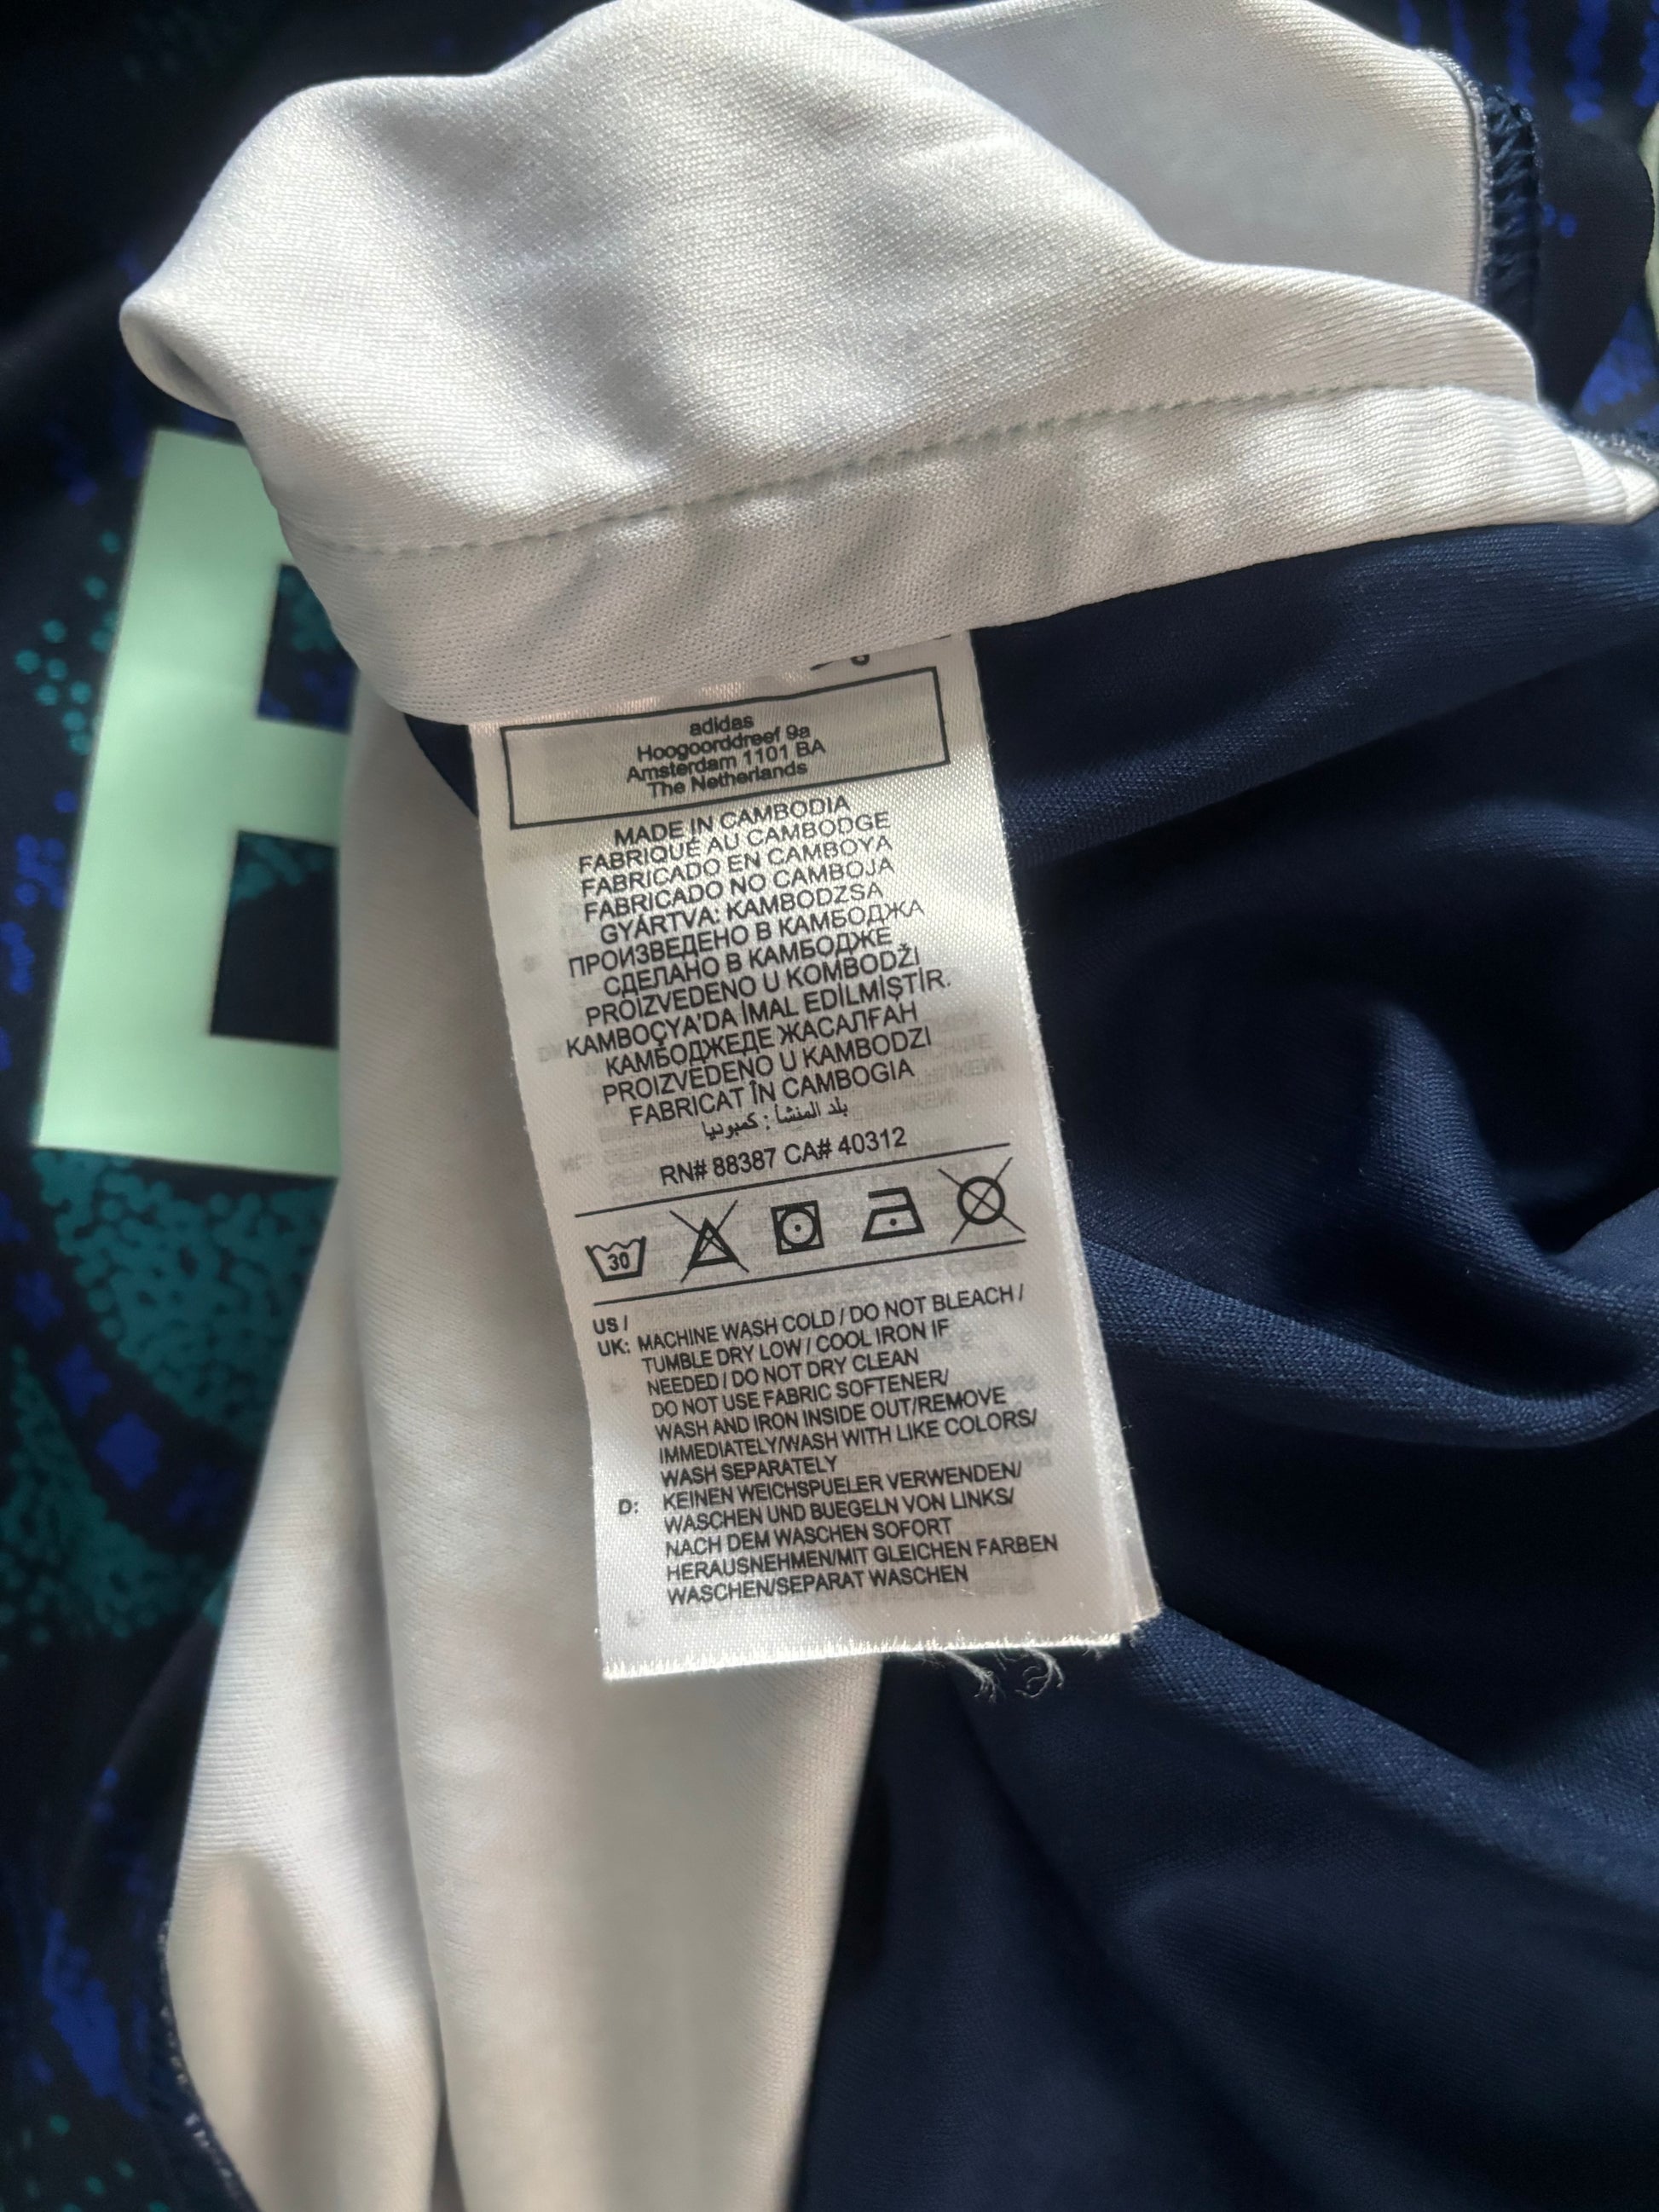 adidas
Hoogoorddreef 9a
Amsterdam 1101 BA
The Netherlands
MADE IN CAMBODIA
FABRIQUÉ AU CAMBODGE
FABRICADO EN CAMBOYA
FABRICADO NO CAMBOJA
GYÁRTVA: KAMBODZSA
ПРОИЗВЕДЕНО В КАМБОДЖА
СДЕЛАНО В КАМБОДЖЕ
PROIZVEDENO U KOMBODŽI
KAMBOÇYA'DA İMAL EDİLMİŞTİR.
КАМБОДЖЕДЕ ЖАСАЛҒАН
PROIZVEDENO U KAMBODZI
FABRICAT ÎN CAMBOGIA
بلد المنشأ : كمبوديا
RN# 88387 CA# 40312
30
US /
UK: MACHINE WASH COLD / DO NOT BLEACH /
TUMBLE DRY LOW / COOL IRON IF
NEEDED / DO NOT DRY CLEAN
DO NOT USE FABRIC SOFTENER/
WASH AND IRON INSIDE OUT/REMOVE
IMMEDIATELY/WASH WITH LIKE COLORS/
WASH SEPARATELY
D: KEINEN WEICHSPUELER VERWENDEN/
WASCHEN UND BUEGELN VON LINKS/
NACH DEM WASCHEN SOFORT
HERAUSNEHMEN/MIT GLEICHEN FARBEN
WASCHEN/SEPARAT WASCHEN